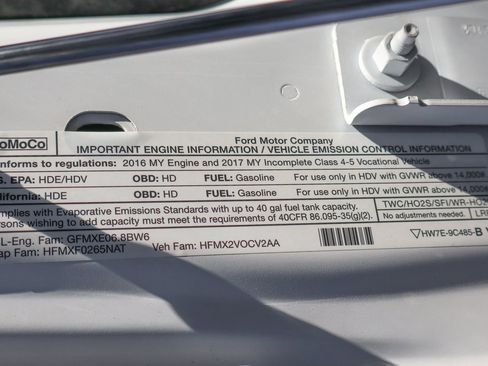 oMoCo
Ford Motor Company
IMPORTANT ENGINE INFORMATION / VEHICLE EMISSION CONTROL INFORMATION
nforms to regulations: 2016 MY Engine and 2017 MY Incomplete Class 4-5 Vocational Vehicle
S. EPA: HDE/HDV OBD: HD FUEL: Gasoline For use only in HDV with GVWR above 14,000#
alifornia: HDE OBD: HD FUEL: Gasoline For use only in HDV with GVWR above 14,000#
mplies with Evaporative Emissions Standards with up to 40 gal fuel tank capacity. TWC/HO2S/SFI/WR-HO2
rsons wishing to add capacity must meet the requirements of 40CFR 86.095-35(g)(2). No adjustments needed. LR
L-Eng. Fam: GFMXE06.8BW6
ap Fam: HFMXF0265NAT Veh Fam: HFMX2VOCV2AA HW7E-9C485-B